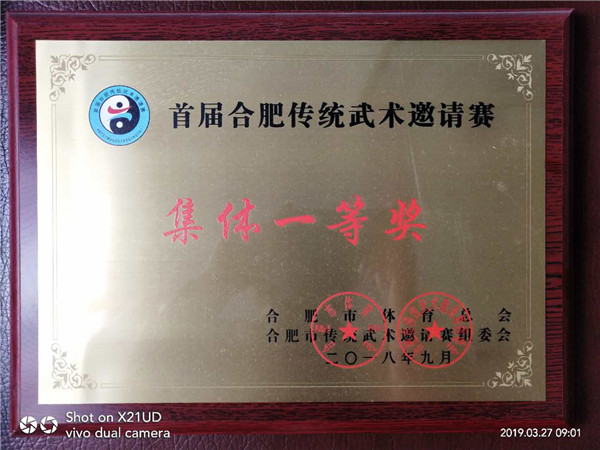 首届合肥传统武术邀请赛
集体一等奖
合肥市体育总会
合肥市传统武术邀请赛组委会
二〇一八年九月
Shot on X21UD
vivo dual camera
2019.03.27 09:01